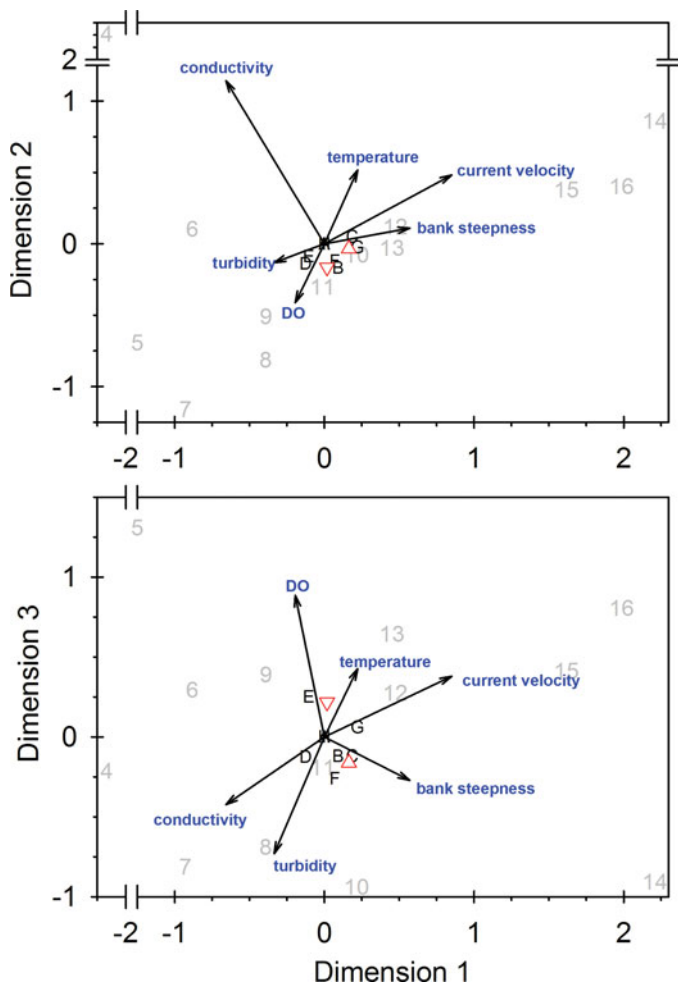 4
2
conductivity
1
14
temperature
current velocity
15
16
6
12
bank steepness
C
13
G
0
10
turbidity
D
E
F
B
11
DO
9
5
8
-1
7
-2
-1
0
1
2
Dimension 2
5
1
DO
16
13
temperature
15
current velocity
6
9
12
E
G
0
D
B
C
11
F
4
bank steepness
conductivity
8
turbidity
7
10
14
-1
-2
-1
0
1
2
Dimension 3
Dimension 1